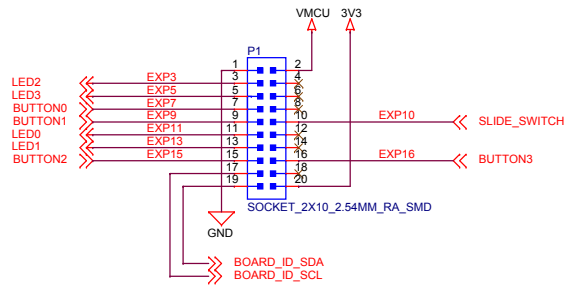 VMCU 3V3
P1
1 2
LED2 EXP3 3 4
LED3 EXP5 5 6
BUTTON0 EXP7 7 8
BUTTON1 EXP9 9 10 EXP10 SLIDE_SWITCH
LED0 EXP11 11 12
LED1 EXP13 13 14
BUTTON2 EXP15 15 16 EXP16 BUTTON3
17 18
19 20
SOCKET_2X10_2.54MM_RA_SMD
GND
BOARD_ID_SDA
BOARD_ID_SCL